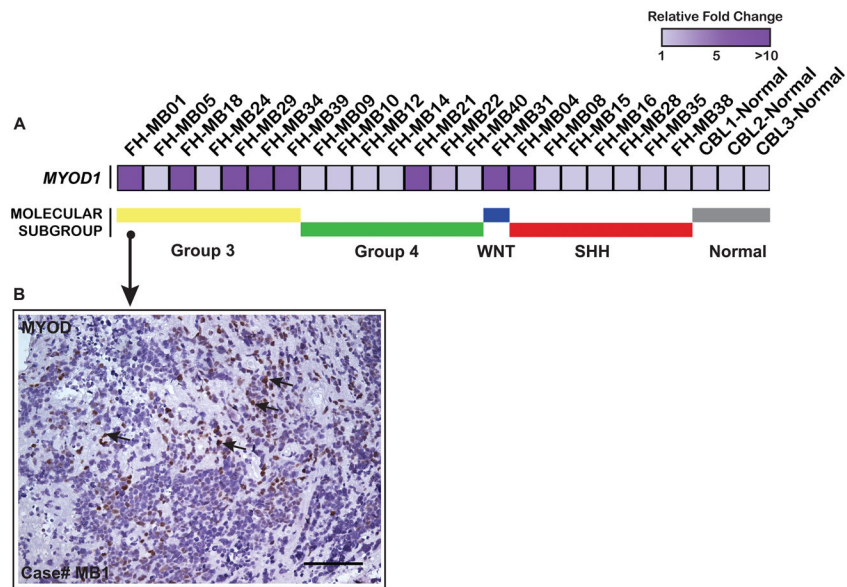 Relative Fold Change
1 5 >10
A
FH-MB01
FH-MB05
FH-MB18
FH-MB24
FH-MB29
FH-MB34
FH-MB39
FH-MB09
FH-MB10
FH-MB12
FH-MB14
FH-MB21
FH-MB22
FH-MB40
FH-MB31
FH-MB04
FH-MB08
FH-MB15
FH-MB16
FH-MB28
FH-MB35
FH-MB38
CBL1-Normal
CBL2-Normal
CBL3-Normal
MYOD1
MOLECULAR
SUBGROUP
Group 3 Group 4 WNT SHH Normal
B
MYOD
Case# MB1